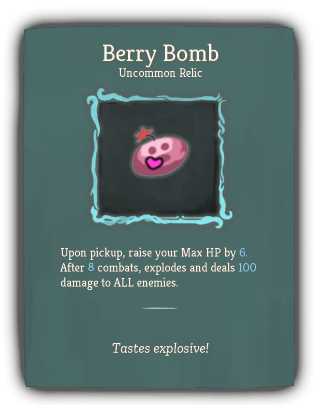 Berry Bomb
Uncommon Relic
Upon pickup, raise your Max HP by 6.
After 8 combats, explodes and deals 100
damage to ALL enemies.
Tastes explosive!